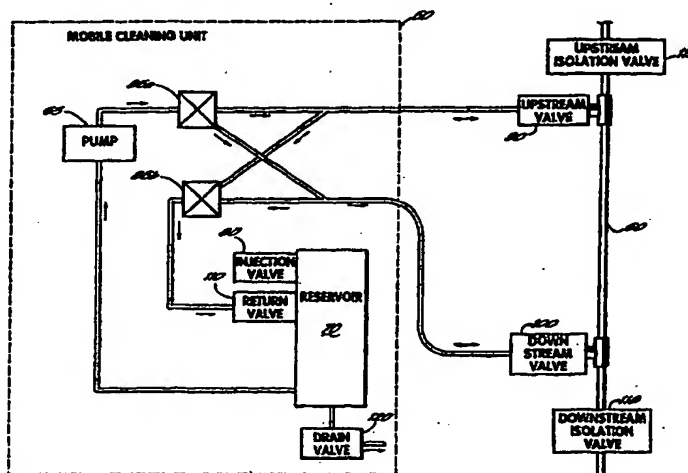 MOBILE CLEANING UNIT
PUMP
INJECTION
VALVE
RETURN
VALVE
RESERVOIR
DRAIN
VALVE
UPSTREAM
ISOLATION VALVE
UPSTREAM
VALVE
DOWN
STREAM
VALVE
DOWNSTREAM
ISOLATION
VALVE